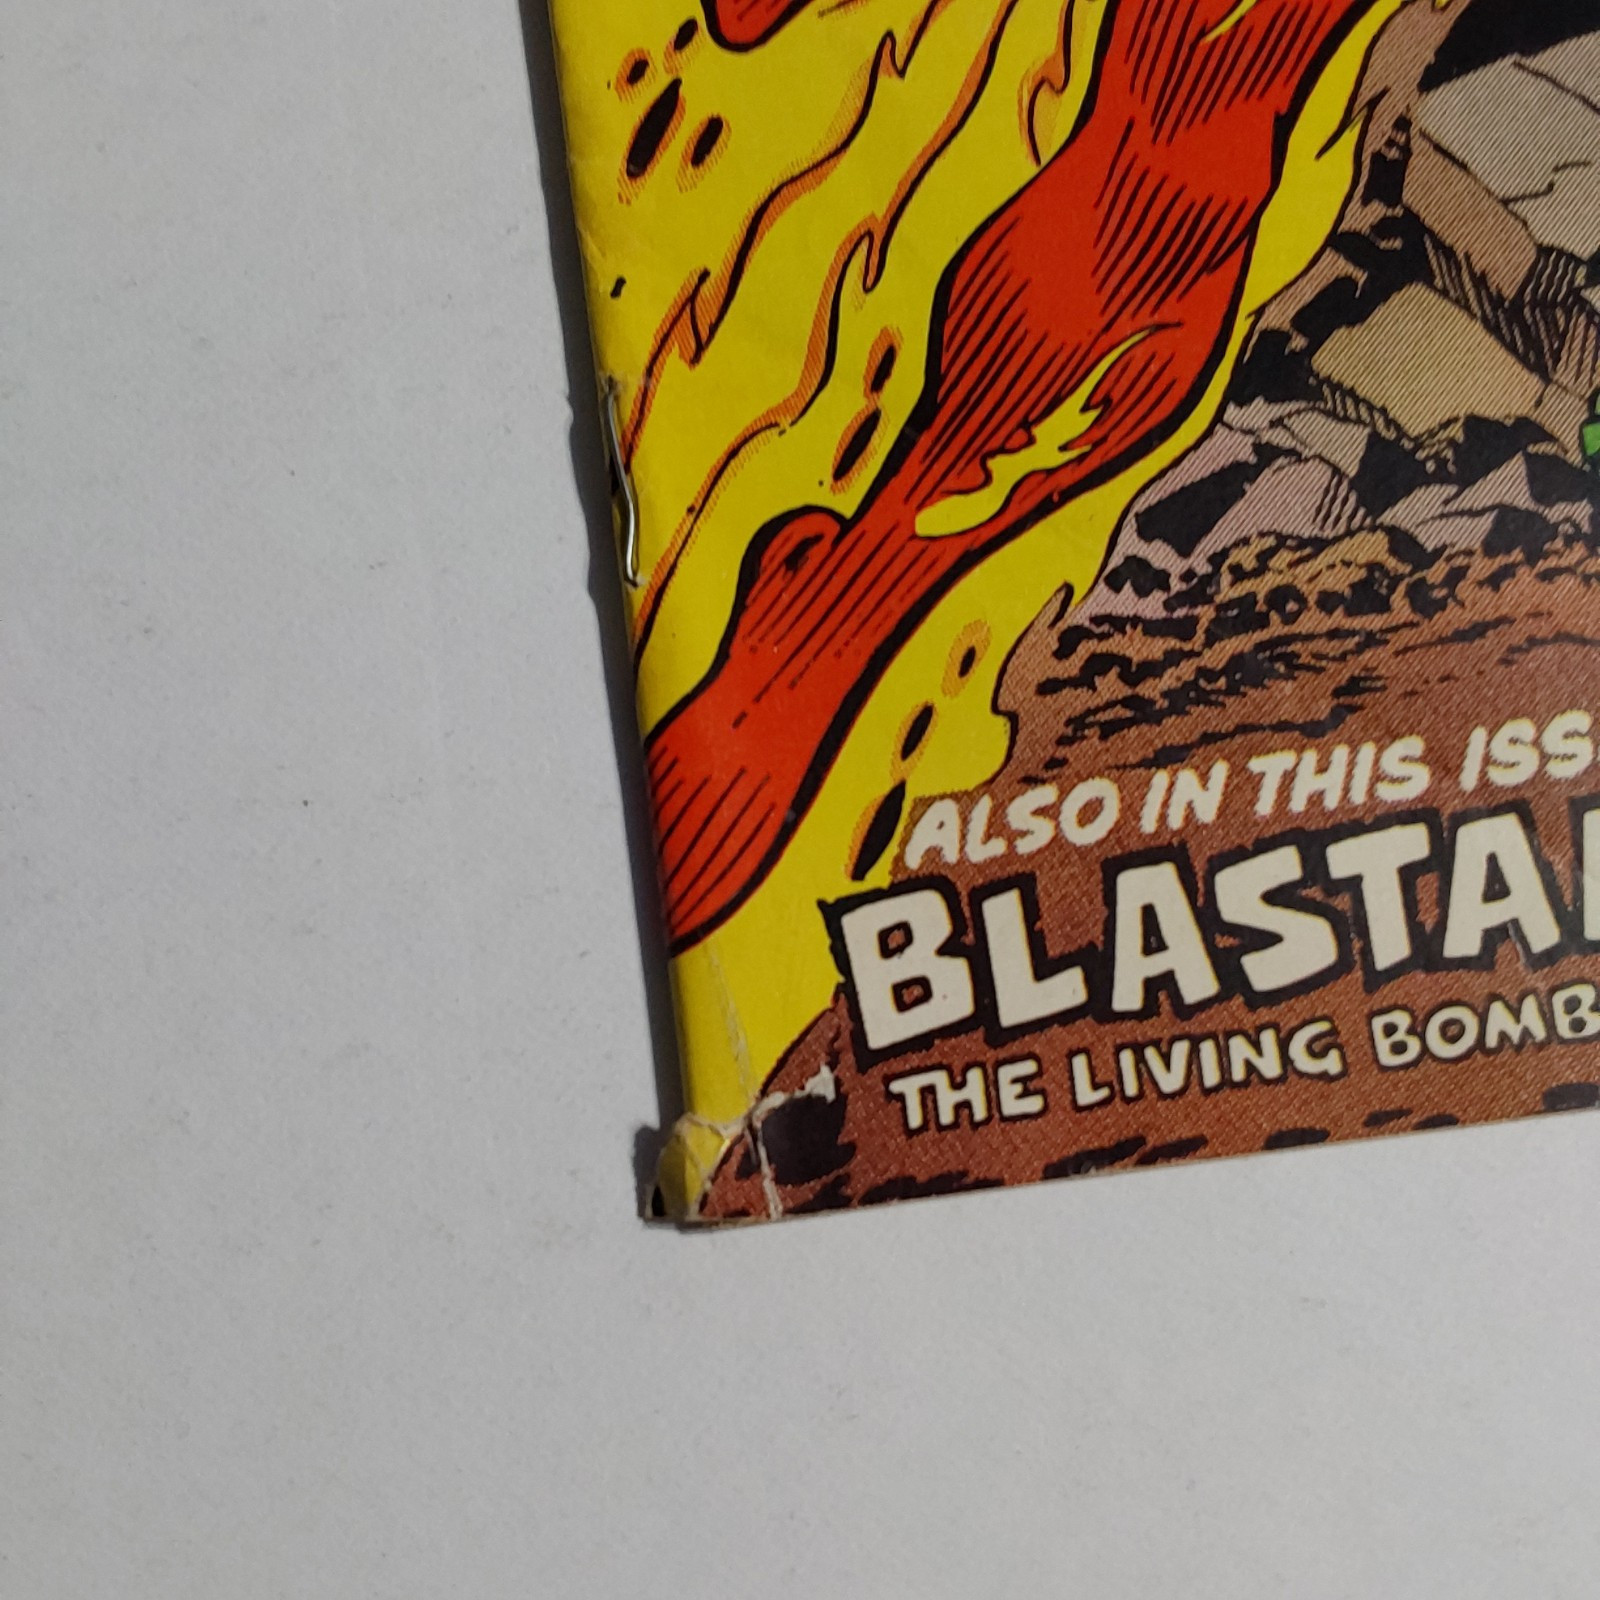 ALSO IN THIS ISS
BLASTA
THE LIVING BOMB